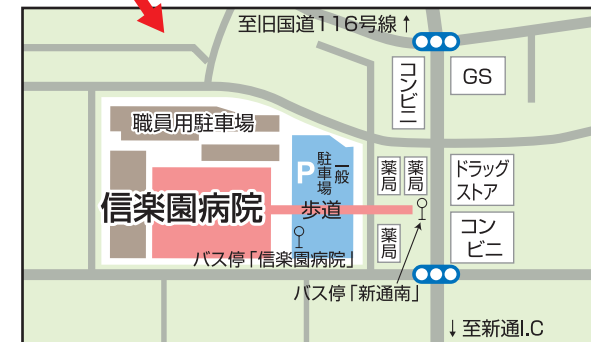 至旧国道116号線↑
コンビニ
GS
職員用駐車場
P
一般
駐車場
薬局
薬局
ドラッグ
ストア
信楽園病院
歩道
薬局
コン
ビニ
バス停「信楽園病院」
バス停「新通南」
↓至新通I.C